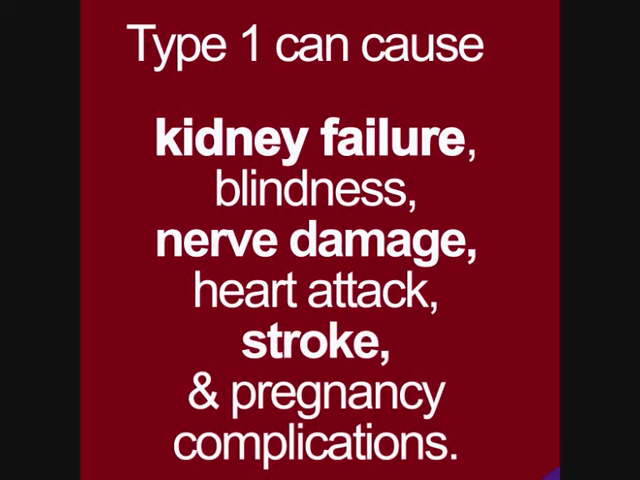 Type 1 can cause
kidney failure,
blindness,
nerve damage,
heart attack,
stroke,
& pregnancy
complications.